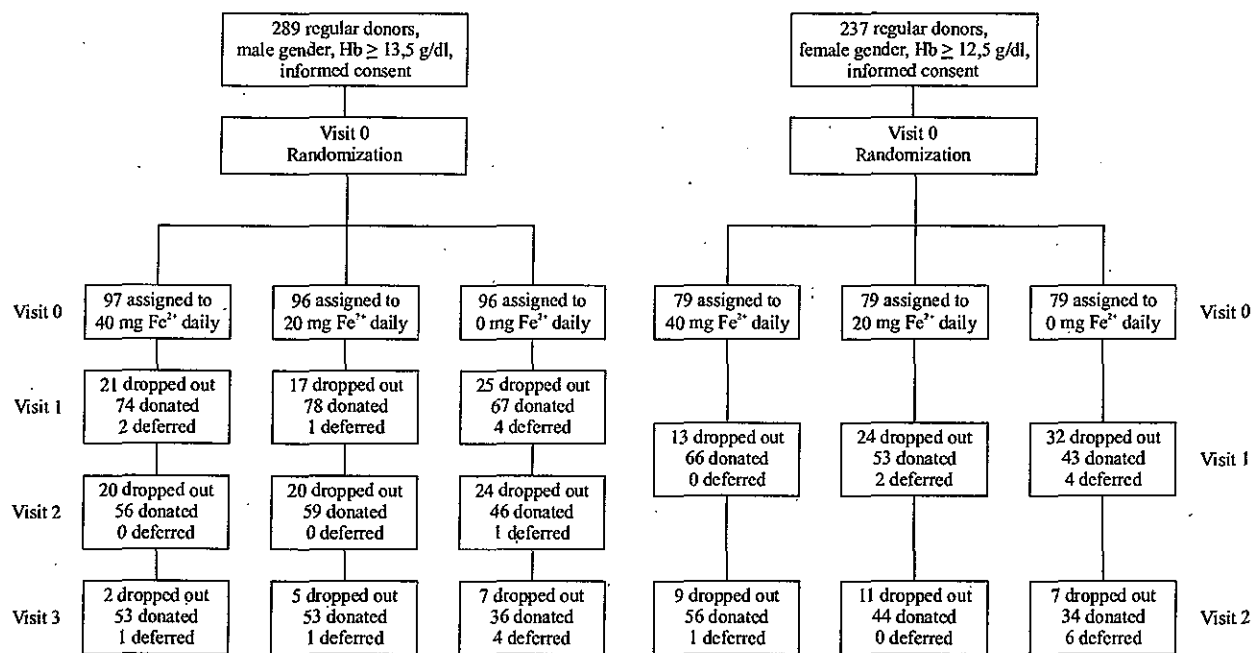 289 regular donors,
male gender, Hb ≥ 13,5 g/dl,
informed consent
237 regular donors,
female gender, Hb ≥ 12,5 g/dl,
informed consent
Visit 0
Randomization
Visit 0
Randomization
Visit 0
97 assigned to
40 mg Fe²⁺ daily
96 assigned to
20 mg Fe²⁺ daily
96 assigned to
0 mg Fe²⁺ daily
79 assigned to
40 mg Fe²⁺ daily
79 assigned to
20 mg Fe²⁺ daily
79 assigned to
0 mg Fe²⁺ daily
Visit 0
Visit 1
21 dropped out
74 donated
2 deferred
17 dropped out
78 donated
1 deferred
25 dropped out
67 donated
4 deferred
13 dropped out
66 donated
0 deferred
24 dropped out
53 donated
2 deferred
32 dropped out
43 donated
4 deferred
Visit 1
Visit 2
20 dropped out
56 donated
0 deferred
20 dropped out
59 donated
0 deferred
24 dropped out
46 donated
1 deferred
Visit 3
2 dropped out
53 donated
1 deferred
5 dropped out
53 donated
1 deferred
7 dropped out
36 donated
4 deferred
9 dropped out
56 donated
1 deferred
11 dropped out
44 donated
0 deferred
7 dropped out
34 donated
6 deferred
Visit 2